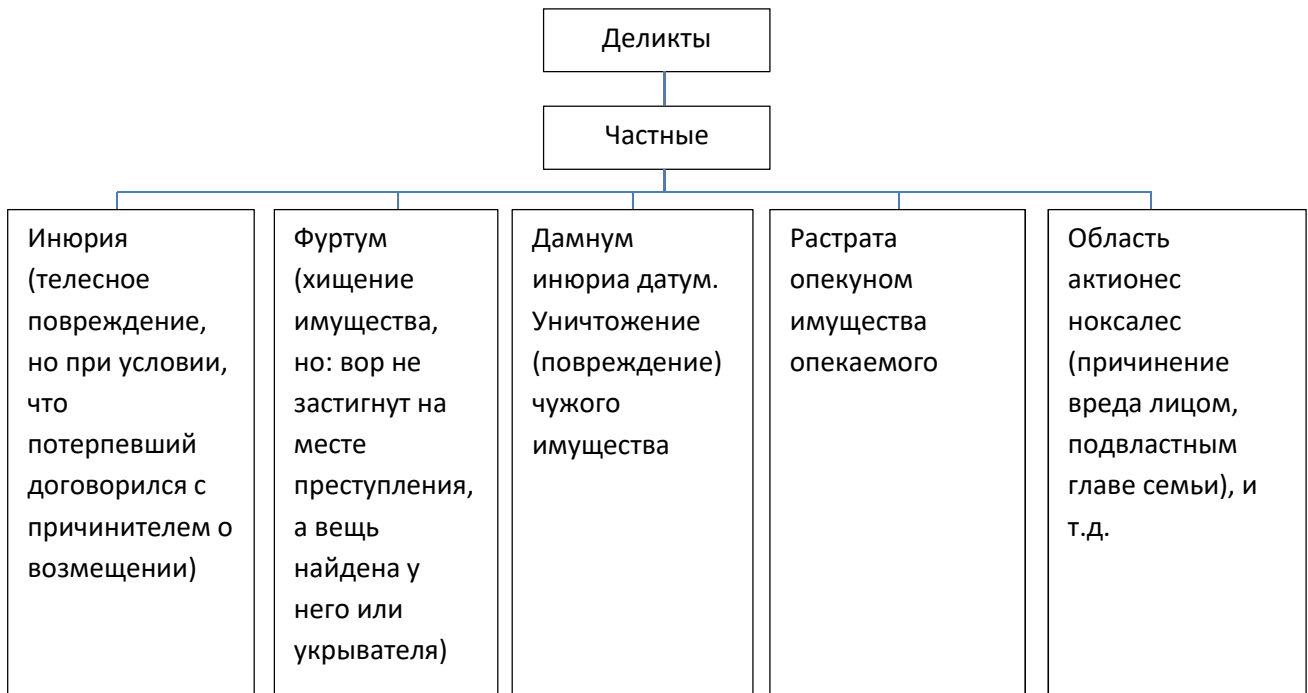 Деликты
Частные
Инюрия
(телесное
повреждение,
но при условии,
что
потерпевший
договорился с
причинителем о
возмещении)
Фуртум
(хищение
имущества,
но: вор не
застигнут на
месте
преступления,
а вещь
найдена у
него или
укрывателя)
Дамнум
инюриа датум.
Уничтожение
(повреждение)
чужого
имущества
Растрата
опекуном
имущества
опекаемого
Область
актионес
ноксалес
(причинение
вреда лицом,
подвластным
главе семьи), и
т.д.